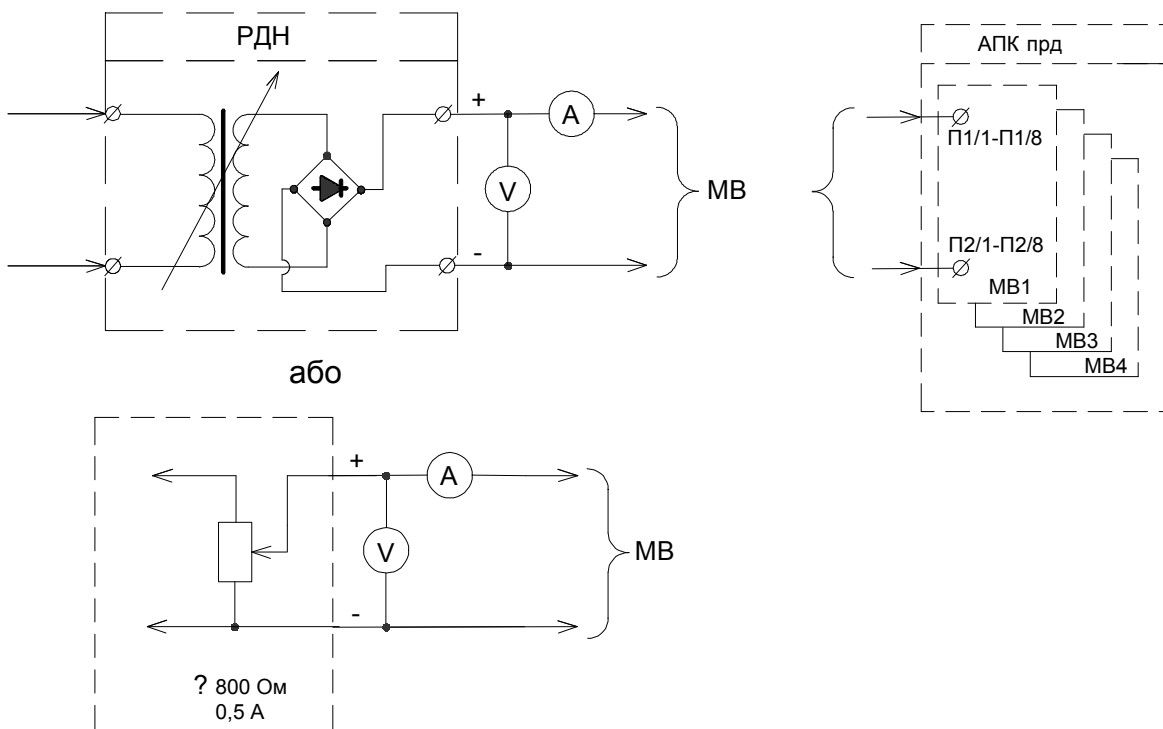 РДН
АПК прд
+
А
П1/1-П1/8
V
МВ
П2/1-П2/8
-
МВ1
МВ2
МВ3
МВ4
або
+
А
V
МВ
-
? 800 Ом
0,5 А